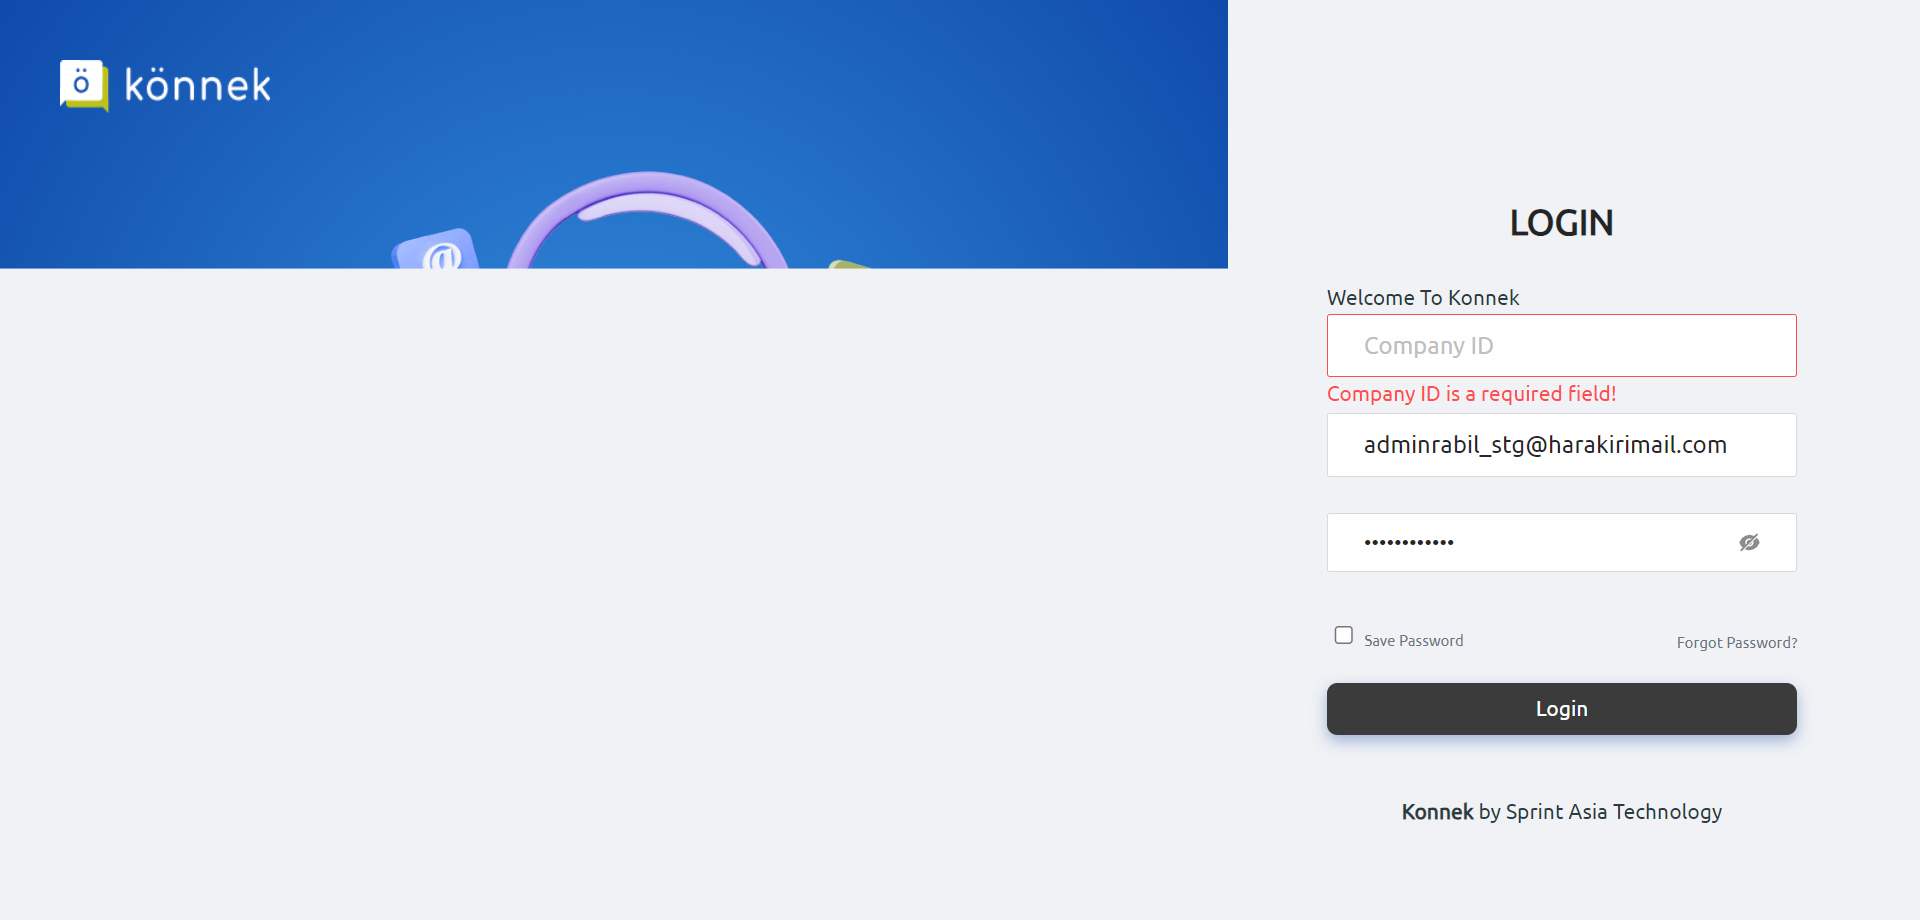 ö könnek
@
LOGIN
Welcome To Konnek
Company ID
Company ID is a required field!
adminrabil_stg@harakirimail.com
••••••••••••
Save Password
Forgot Password?
Login
Konnek by Sprint Asia Technology